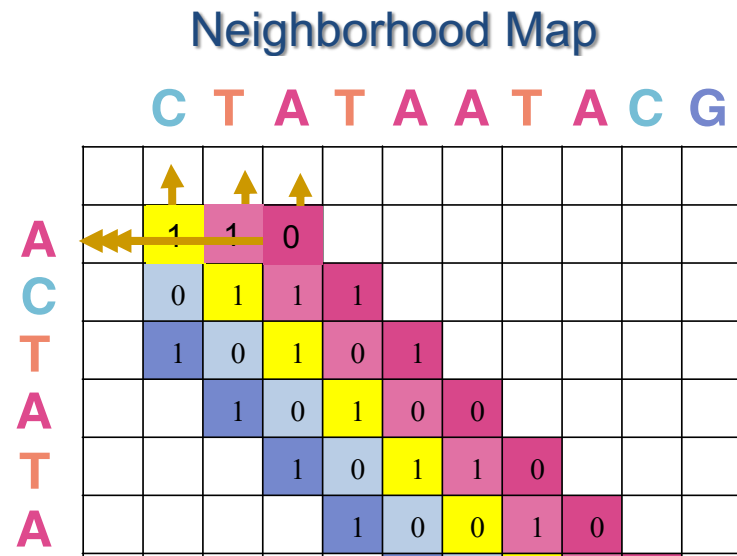 Neighborhood Map
C T A T A A T A C G
A 1 1 0
C 0 1 1 1
T 1 0 1 0 1
A 1 0 1 0 0
T 1 0 1 1 0
A 1 0 0 1 0